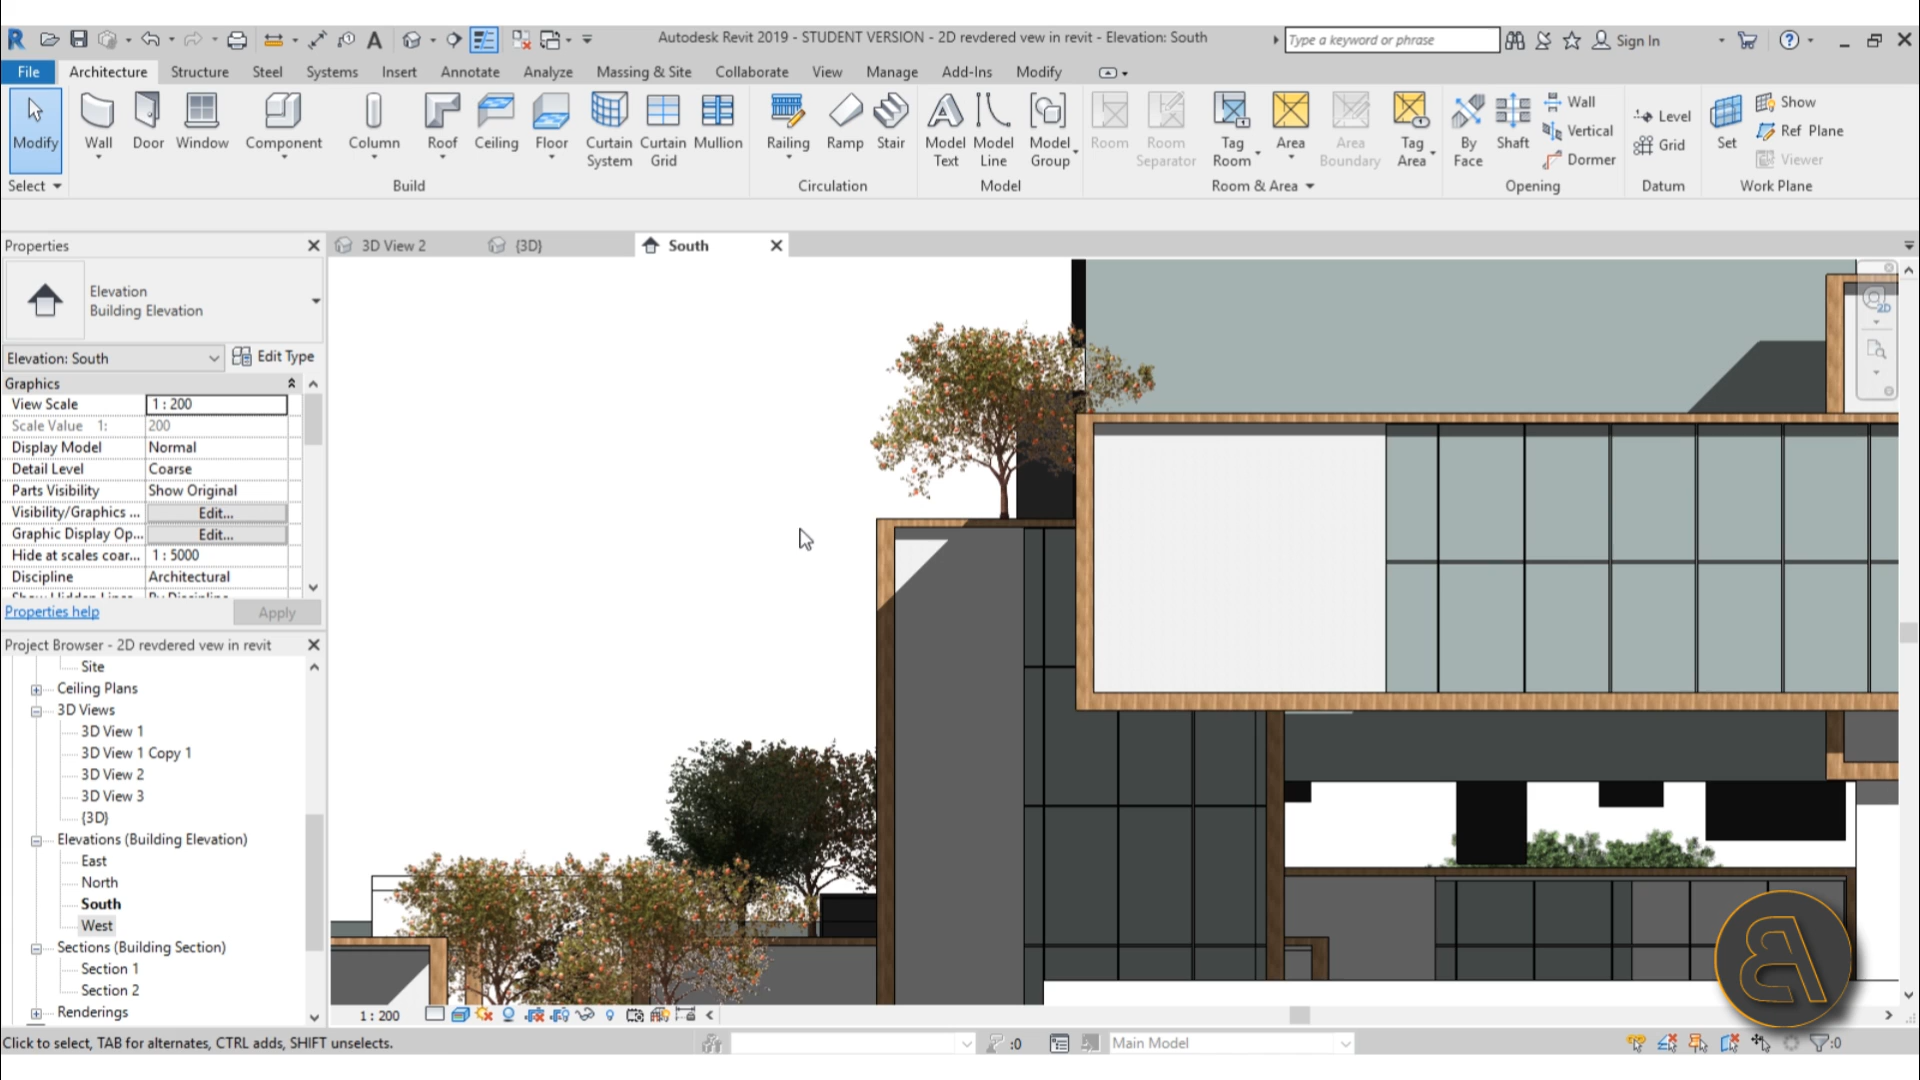 Autodesk Revit 2019 - STUDENT VERSION - 2D revdered vew in revit - Elevation: South
Type a keyword or phrase
Sign In
File Architecture Structure Steel Systems Insert Annotate Analyze Massing & Site Collaborate View Manage Add-Ins Modify
Modify
Wall
Door
Window
Component
Column
Roof
Ceiling
Floor
Curtain System
Curtain Grid
Mullion
Railing
Ramp
Stair
Model Text
Model Line
Model Group
Room
Room Separator
Tag Room
Area
Area Boundary
Tag Area
By Face
Shaft
Wall
Vertical
Dormer
Level
Grid
Set
Show
Ref Plane
Viewer
Select Build Circulation Model Room & Area Opening Datum Work Plane
Properties
3D View 2 {3D} South
Elevation
Building Elevation
Elevation: South Edit Type
Graphics
View Scale 1 : 200
Scale Value 1: 200
Display Model Normal
Detail Level Coarse
Parts Visibility Show Original
Visibility/Graphics ... Edit...
Graphic Display Op... Edit...
Hide at scales coar... 1 : 5000
Discipline Architectural
Properties help Apply
Project Browser - 2D revdered vew in revit
Site
Ceiling Plans
3D Views
3D View 1
3D View 1 Copy 1
3D View 2
3D View 3
{3D}
Elevations (Building Elevation)
East
North
South
West
Sections (Building Section)
Section 1
Section 2
Renderings
2D
1 : 200
Click to select, TAB for alternates, CTRL adds, SHIFT unselects.
:0
Main Model
:0